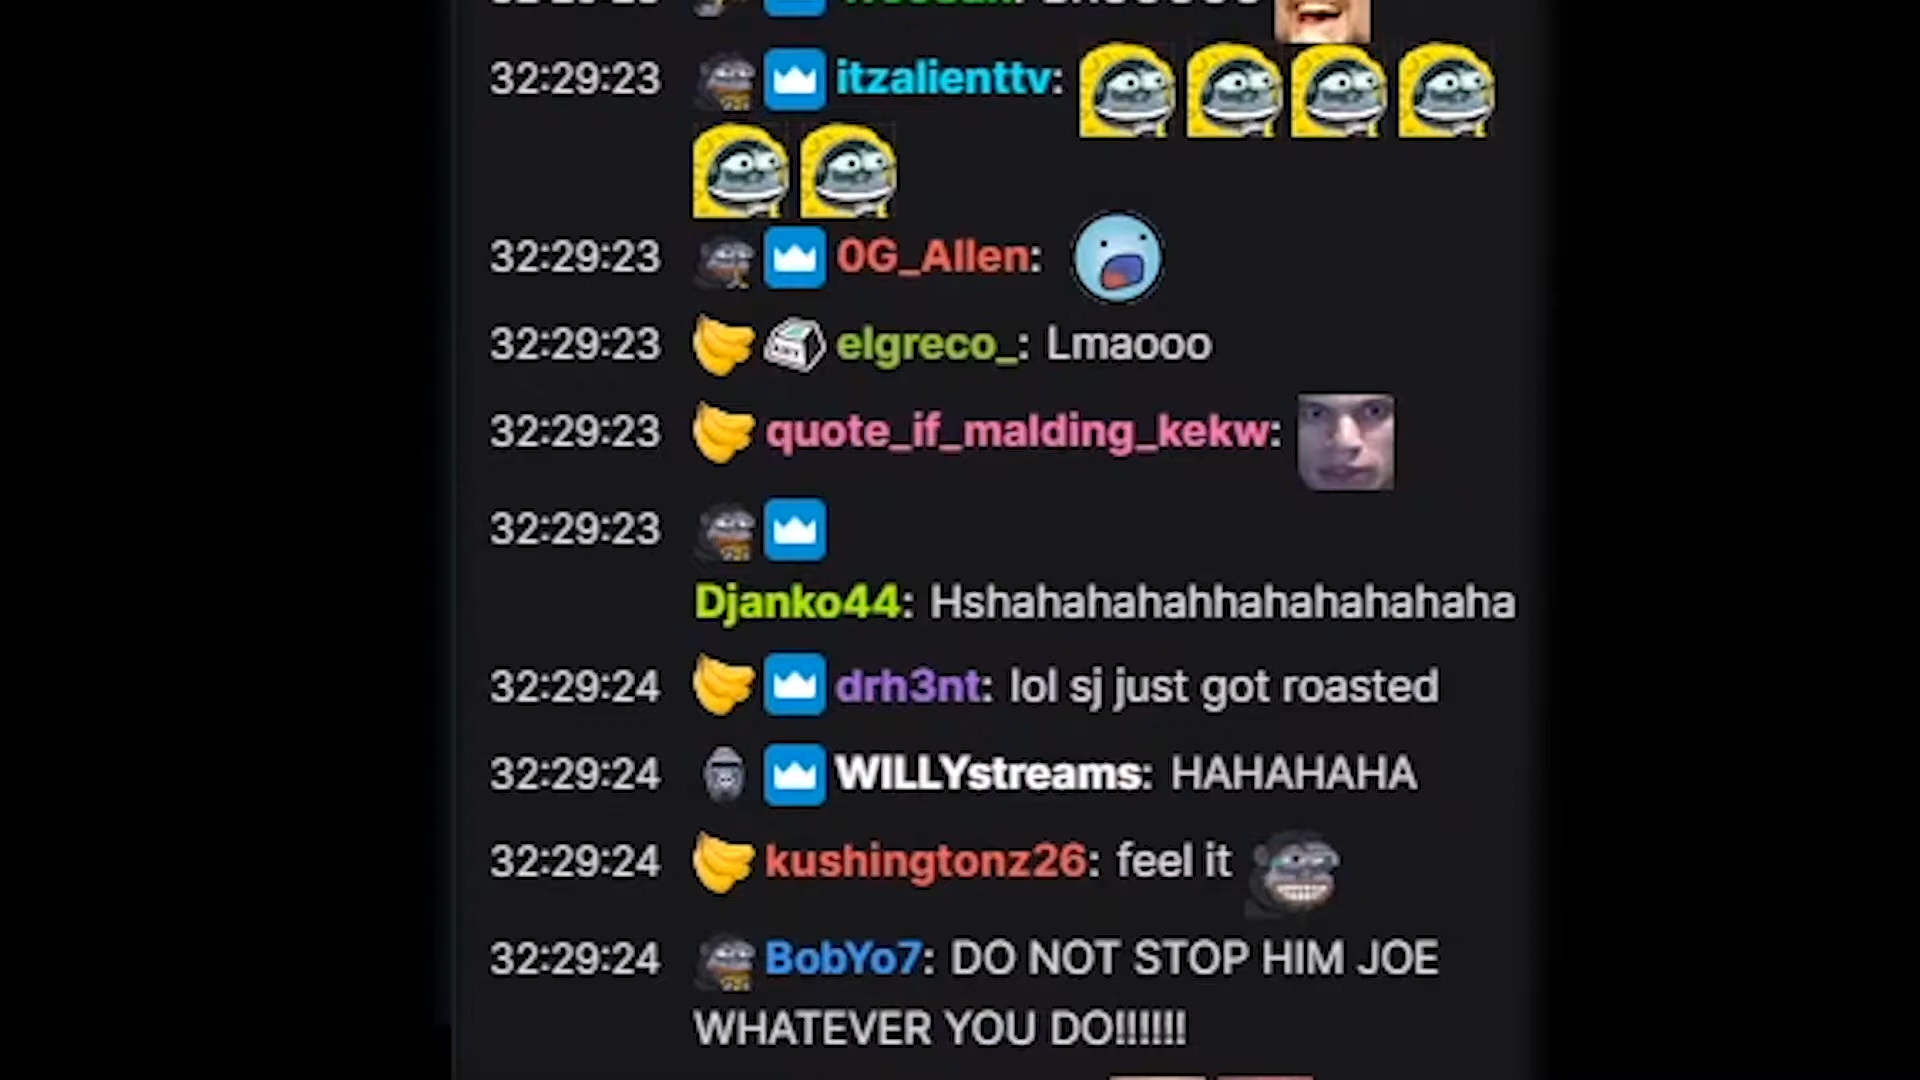 32:29:23 itzalienttv:
32:29:23 0G_Allen:
32:29:23 elgreco_: Lmaooo
32:29:23 quote_if_malding_kekw:
32:29:23
Djanko44: Hshahahahahhahahahahaha
32:29:24 drh3nt: lol sj just got roasted
32:29:24 WILLYstreams: HAHAHAHA
32:29:24 kushingtonz26: feel it
32:29:24 BobYo7: DO NOT STOP HIM JOE
WHATEVER YOU DO!!!!!!